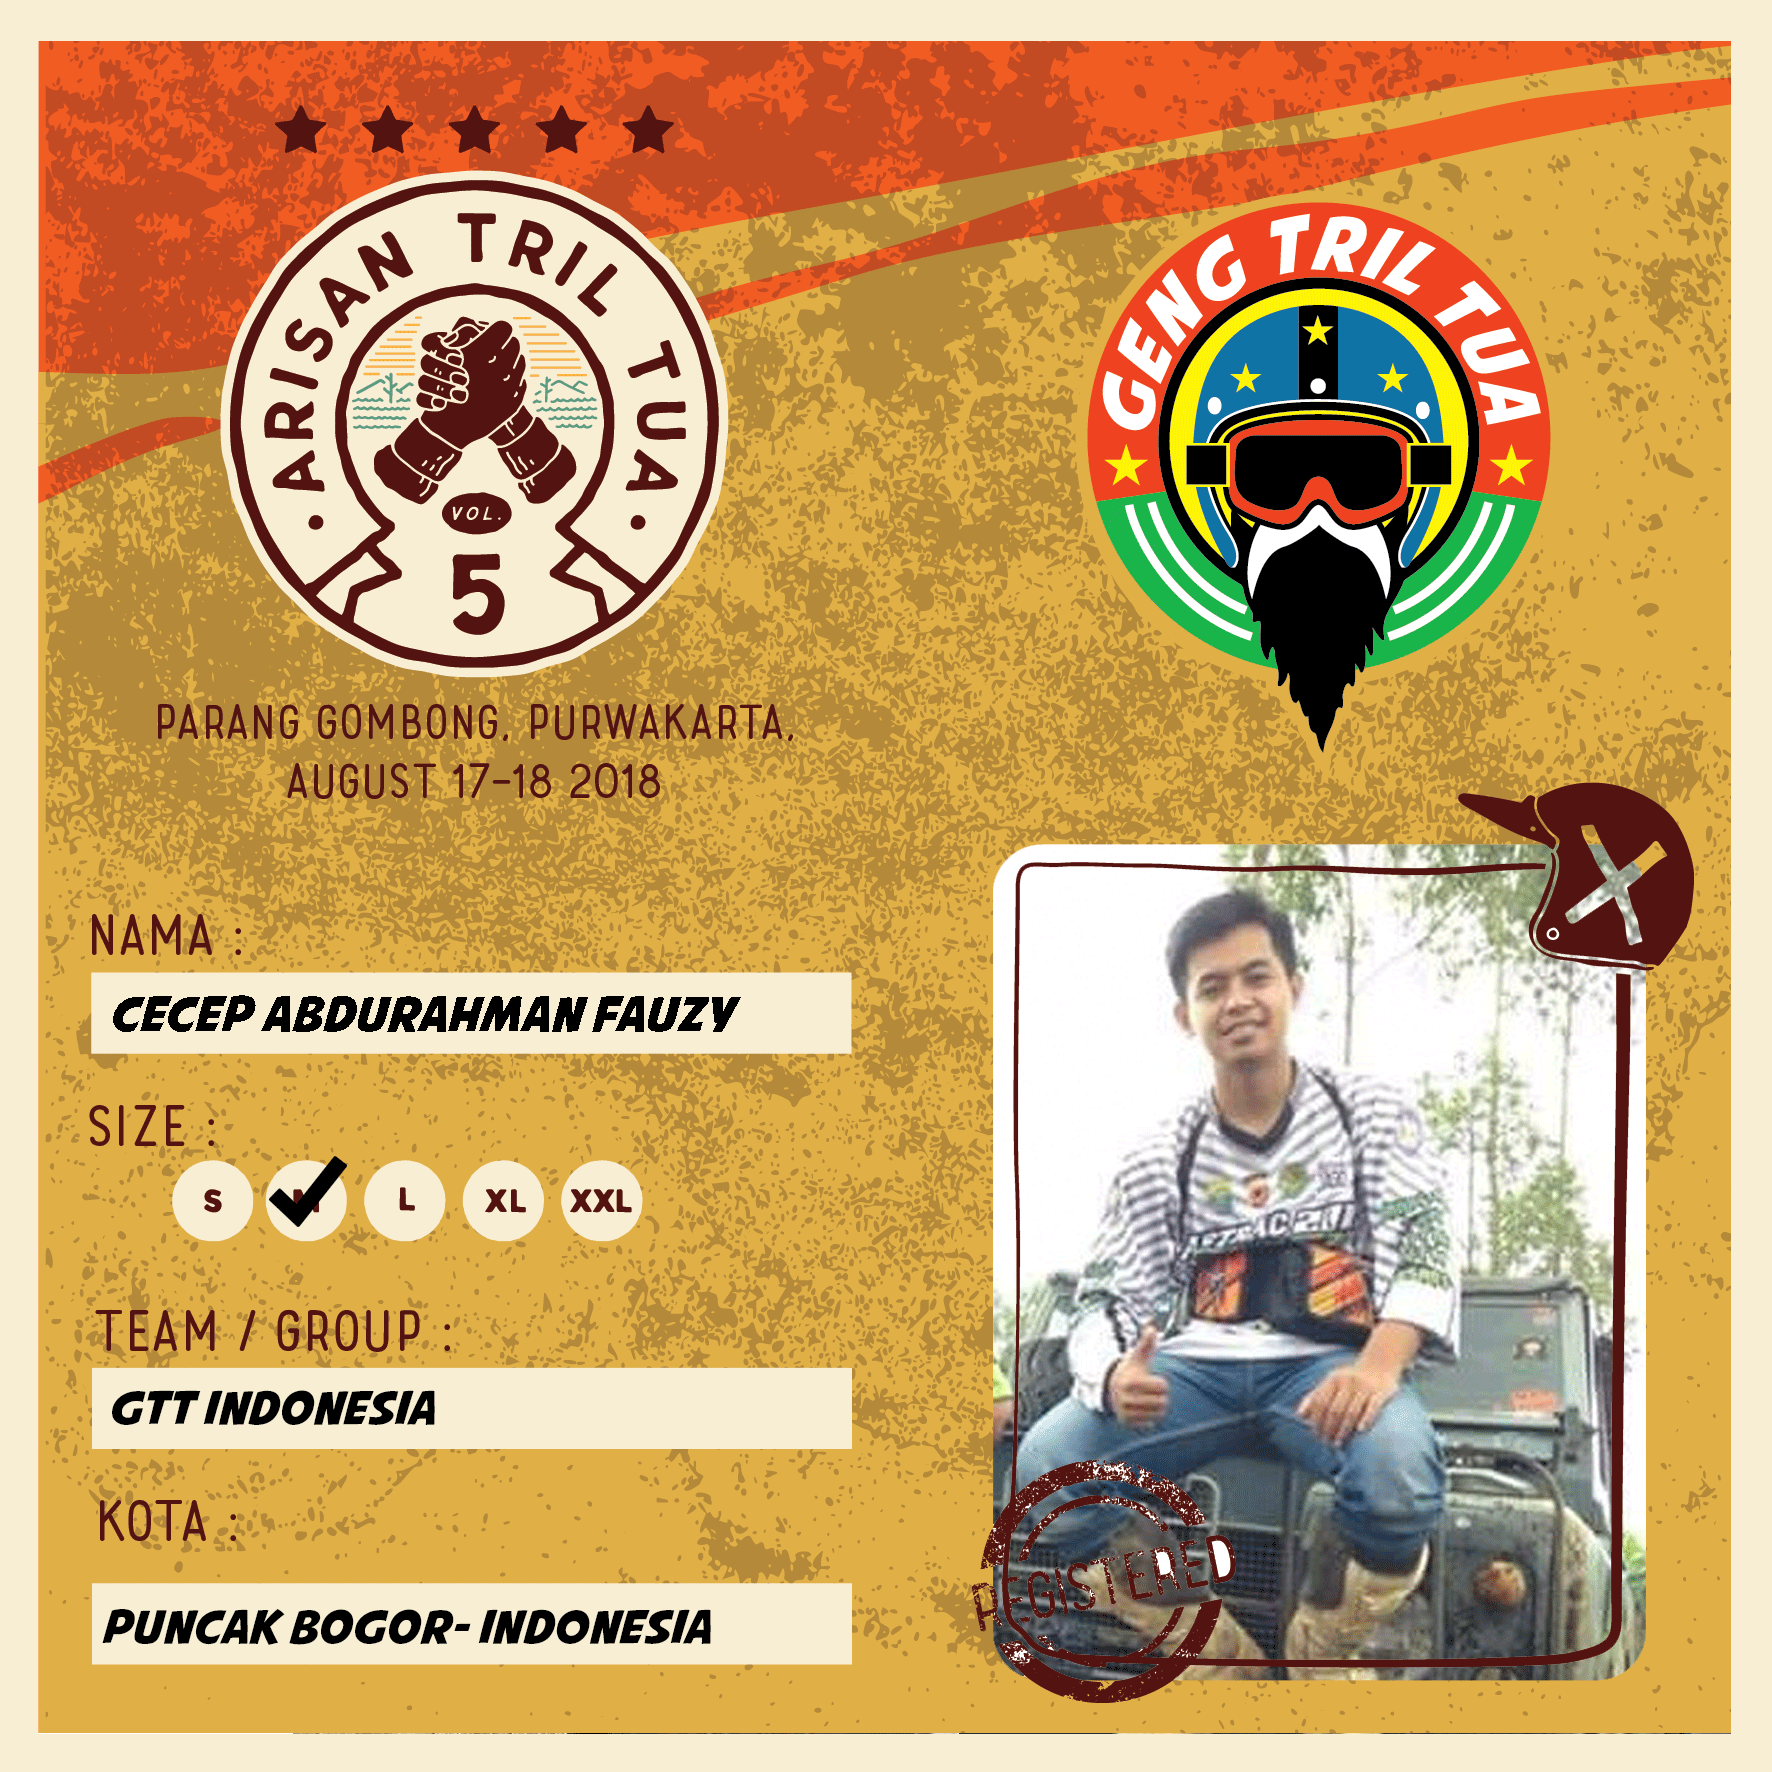 ARISAN TRIL TUA
VOL.
5
GENG TRIL TUA
PARANG GOMBONG, PURWAKARTA,
AUGUST 17-18 2018
NAMA :
CECEP ABDURAHMAN FAUZY
SIZE :
S M L XL XXL
TEAM / GROUP :
GTT INDONESIA
KOTA :
PUNCAK BOGOR- INDONESIA
REGISTERED